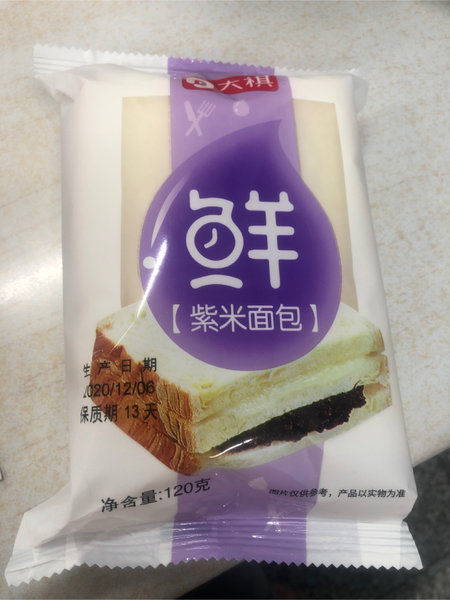 大棋
鲜
【紫米面包】
生产日期
2020/12/06
保质期 13 天
净含量:120克
图片仅供参考，产品以实物为准